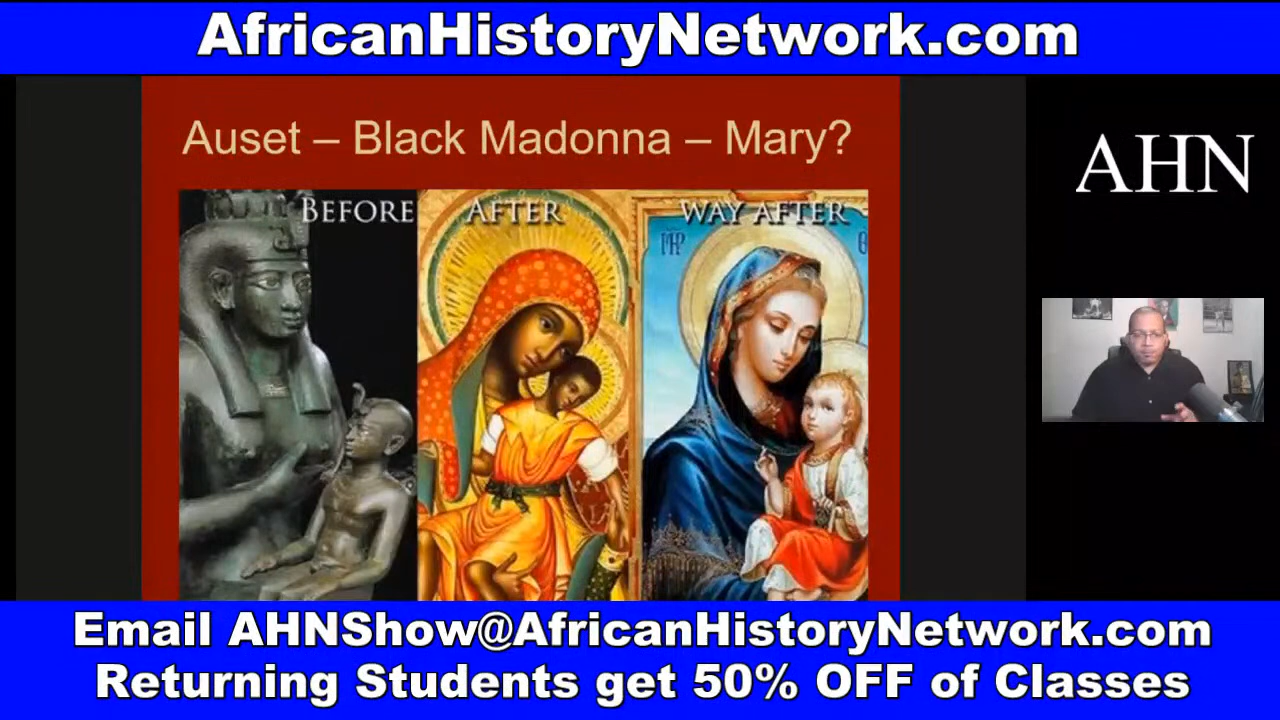 AfricanHistoryNetwork.com
Auset – Black Madonna – Mary?
BEFORE
AFTER
WAY AFTER
AHN
Email AHNShow@AfricanHistoryNetwork.com
Returning Students get 50% OFF of Classes